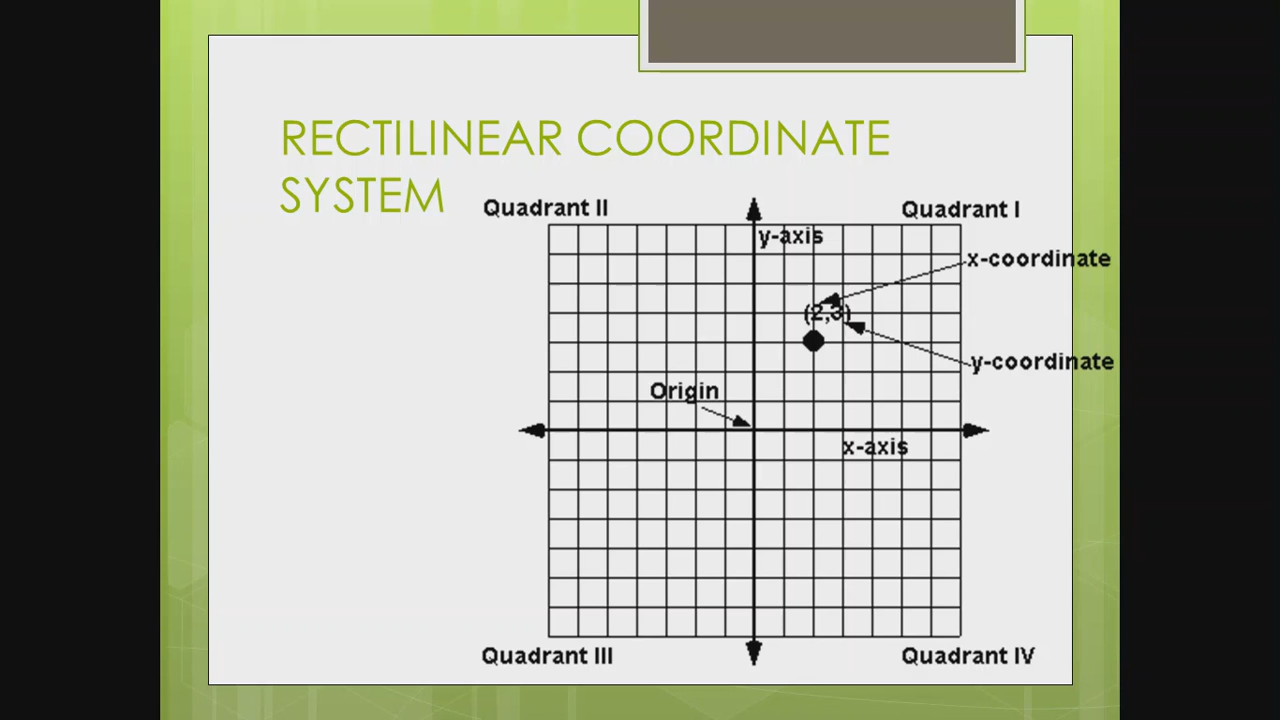 RECTILINEAR COORDINATE
SYSTEM
Quadrant II
Quadrant I
y-axis
x-coordinate
(2,3)
y-coordinate
Origin
x-axis
Quadrant III
Quadrant IV